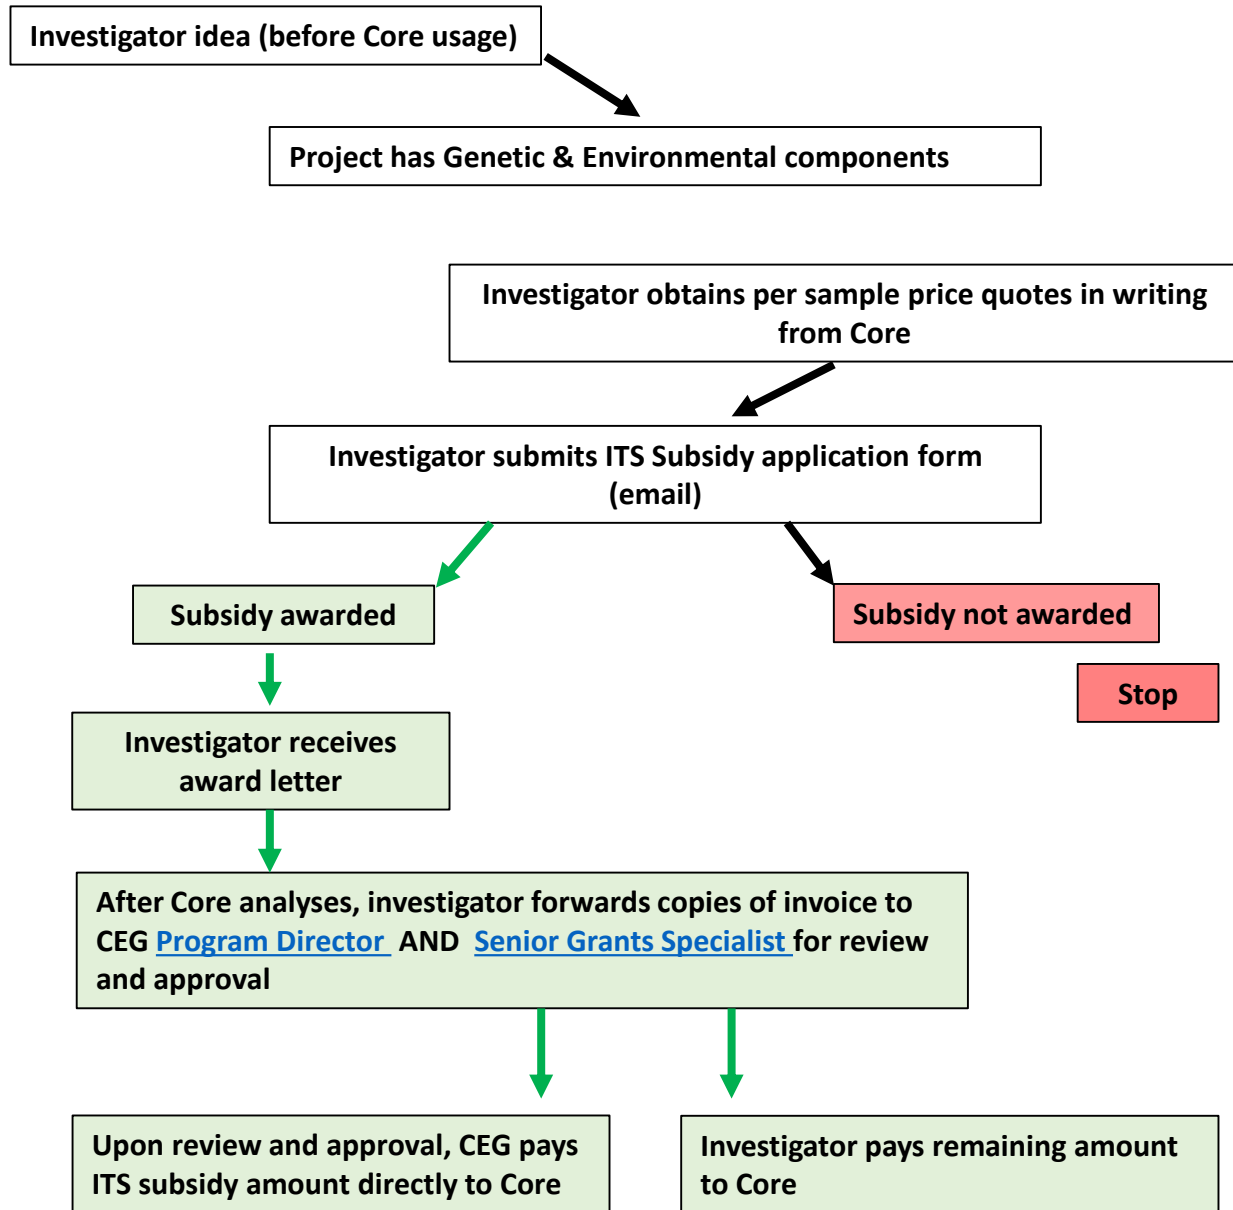 Investigator idea (before Core usage)
Project has Genetic & Environmental components
Investigator obtains per sample price quotes in writing
from Core
Investigator submits ITS Subsidy application form
(email)
Subsidy awarded
Subsidy not awarded
Stop
Investigator receives
award letter
After Core analyses, investigator forwards copies of invoice to
CEG Program Director AND Senior Grants Specialist for review
and approval
Upon review and approval, CEG pays
ITS subsidy amount directly to Core
Investigator pays remaining amount
to Core